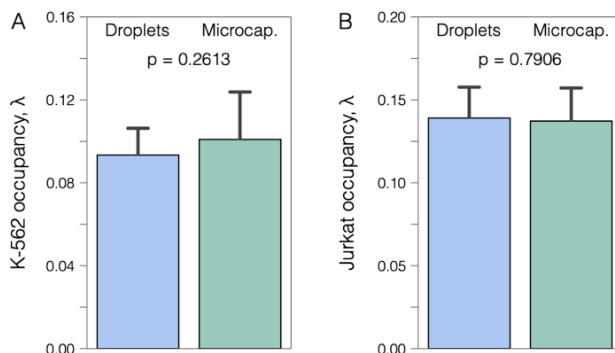 A
Droplets Microcap.
p = 0.2613
K-562 occupancy, λ
0.16
0.12
0.08
0.04
0.00
B
Droplets Microcap.
p = 0.7906
Jurkat occupancy, λ
0.20
0.15
0.10
0.05
0.00